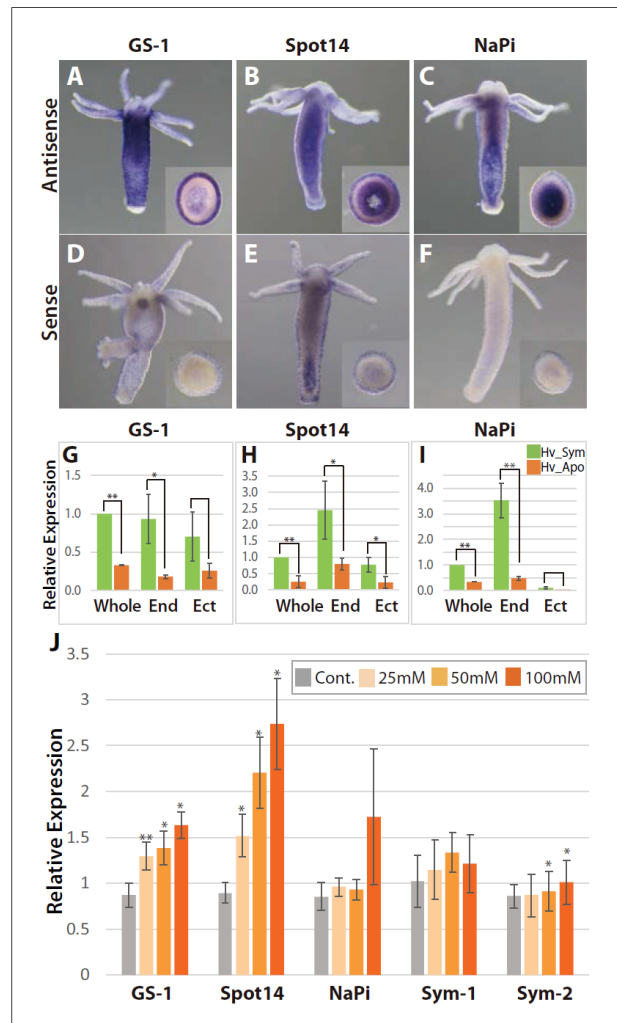 GS-1 Spot14 NaPi
Antisense
A B C
Sense
D E F
GS-1 Spot14 NaPi
G H I
Hv_Sym
Hv_Apo
Relative Expression
1.5
1.0
0.5
0.0
** *
Whole End Ect
3.5
3.0
2.5
2.0
1.5
1.0
0.5
0.0
** * *
Whole End Ect
4.0
3.0
2.0
1.0
0.0
** **
Whole End Ect
J
Relative Expression
3.5
3
2.5
2
1.5
1
0.5
0
Cont. 25mM 50mM 100mM
** * * * * * * *
GS-1 Spot14 NaPi Sym-1 Sym-2